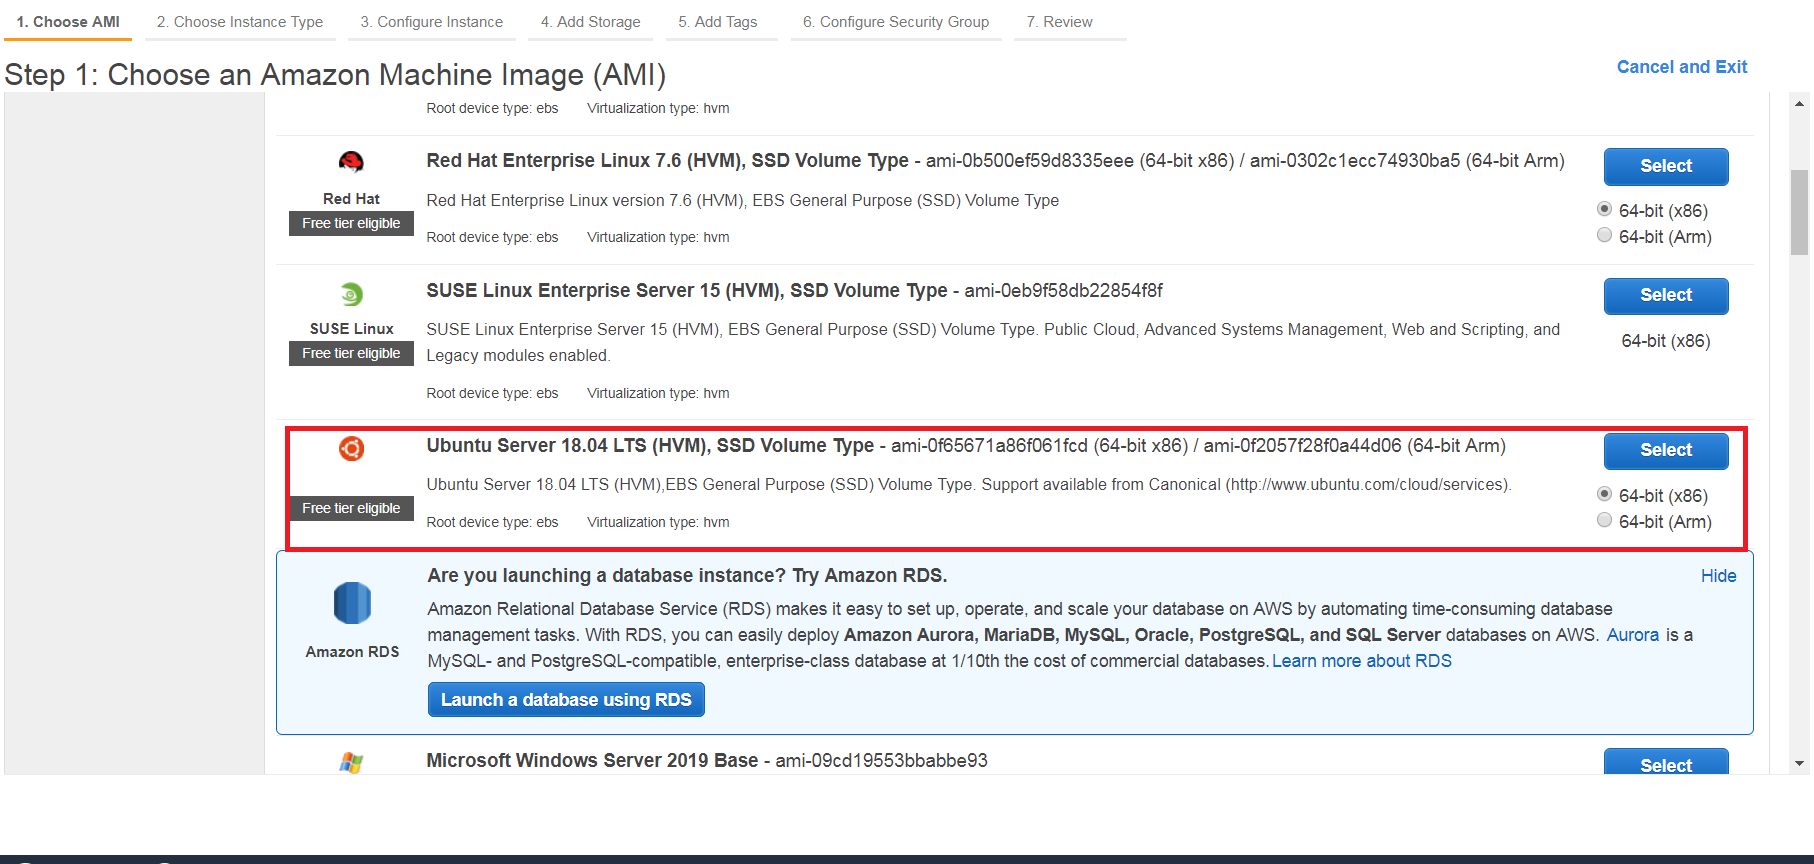 1. Choose AMI 2. Choose Instance Type 3. Configure Instance 4. Add Storage 5. Add Tags 6. Configure Security Group 7. Review
Step 1: Choose an Amazon Machine Image (AMI)
Cancel and Exit
Root device type: ebs Virtualization type: hvm
Red Hat
Free tier eligible
Red Hat Enterprise Linux 7.6 (HVM), SSD Volume Type - ami-0b500ef59d8335eee (64-bit x86) / ami-0302c1ecc74930ba5 (64-bit Arm)
Red Hat Enterprise Linux version 7.6 (HVM), EBS General Purpose (SSD) Volume Type
Root device type: ebs Virtualization type: hvm
Select
64-bit (x86)
64-bit (Arm)
SUSE Linux
Free tier eligible
SUSE Linux Enterprise Server 15 (HVM), SSD Volume Type - ami-0eb9f58db22854f8f
SUSE Linux Enterprise Server 15 (HVM), EBS General Purpose (SSD) Volume Type. Public Cloud, Advanced Systems Management, Web and Scripting, and
Legacy modules enabled.
Root device type: ebs Virtualization type: hvm
Select
64-bit (x86)
Free tier eligible
Ubuntu Server 18.04 LTS (HVM), SSD Volume Type - ami-0f65671a86f061fcd (64-bit x86) / ami-0f2057f28f0a44d06 (64-bit Arm)
Ubuntu Server 18.04 LTS (HVM),EBS General Purpose (SSD) Volume Type. Support available from Canonical (http://www.ubuntu.com/cloud/services).
Root device type: ebs Virtualization type: hvm
Select
64-bit (x86)
64-bit (Arm)
Amazon RDS
Are you launching a database instance? Try Amazon RDS.
Hide
Amazon Relational Database Service (RDS) makes it easy to set up, operate, and scale your database on AWS by automating time-consuming database
management tasks. With RDS, you can easily deploy Amazon Aurora, MariaDB, MySQL, Oracle, PostgreSQL, and SQL Server databases on AWS. Aurora is a
MySQL- and PostgreSQL-compatible, enterprise-class database at 1/10th the cost of commercial databases. Learn more about RDS
Launch a database using RDS
Microsoft Windows Server 2019 Base - ami-09cd19553bbabbe93
Select